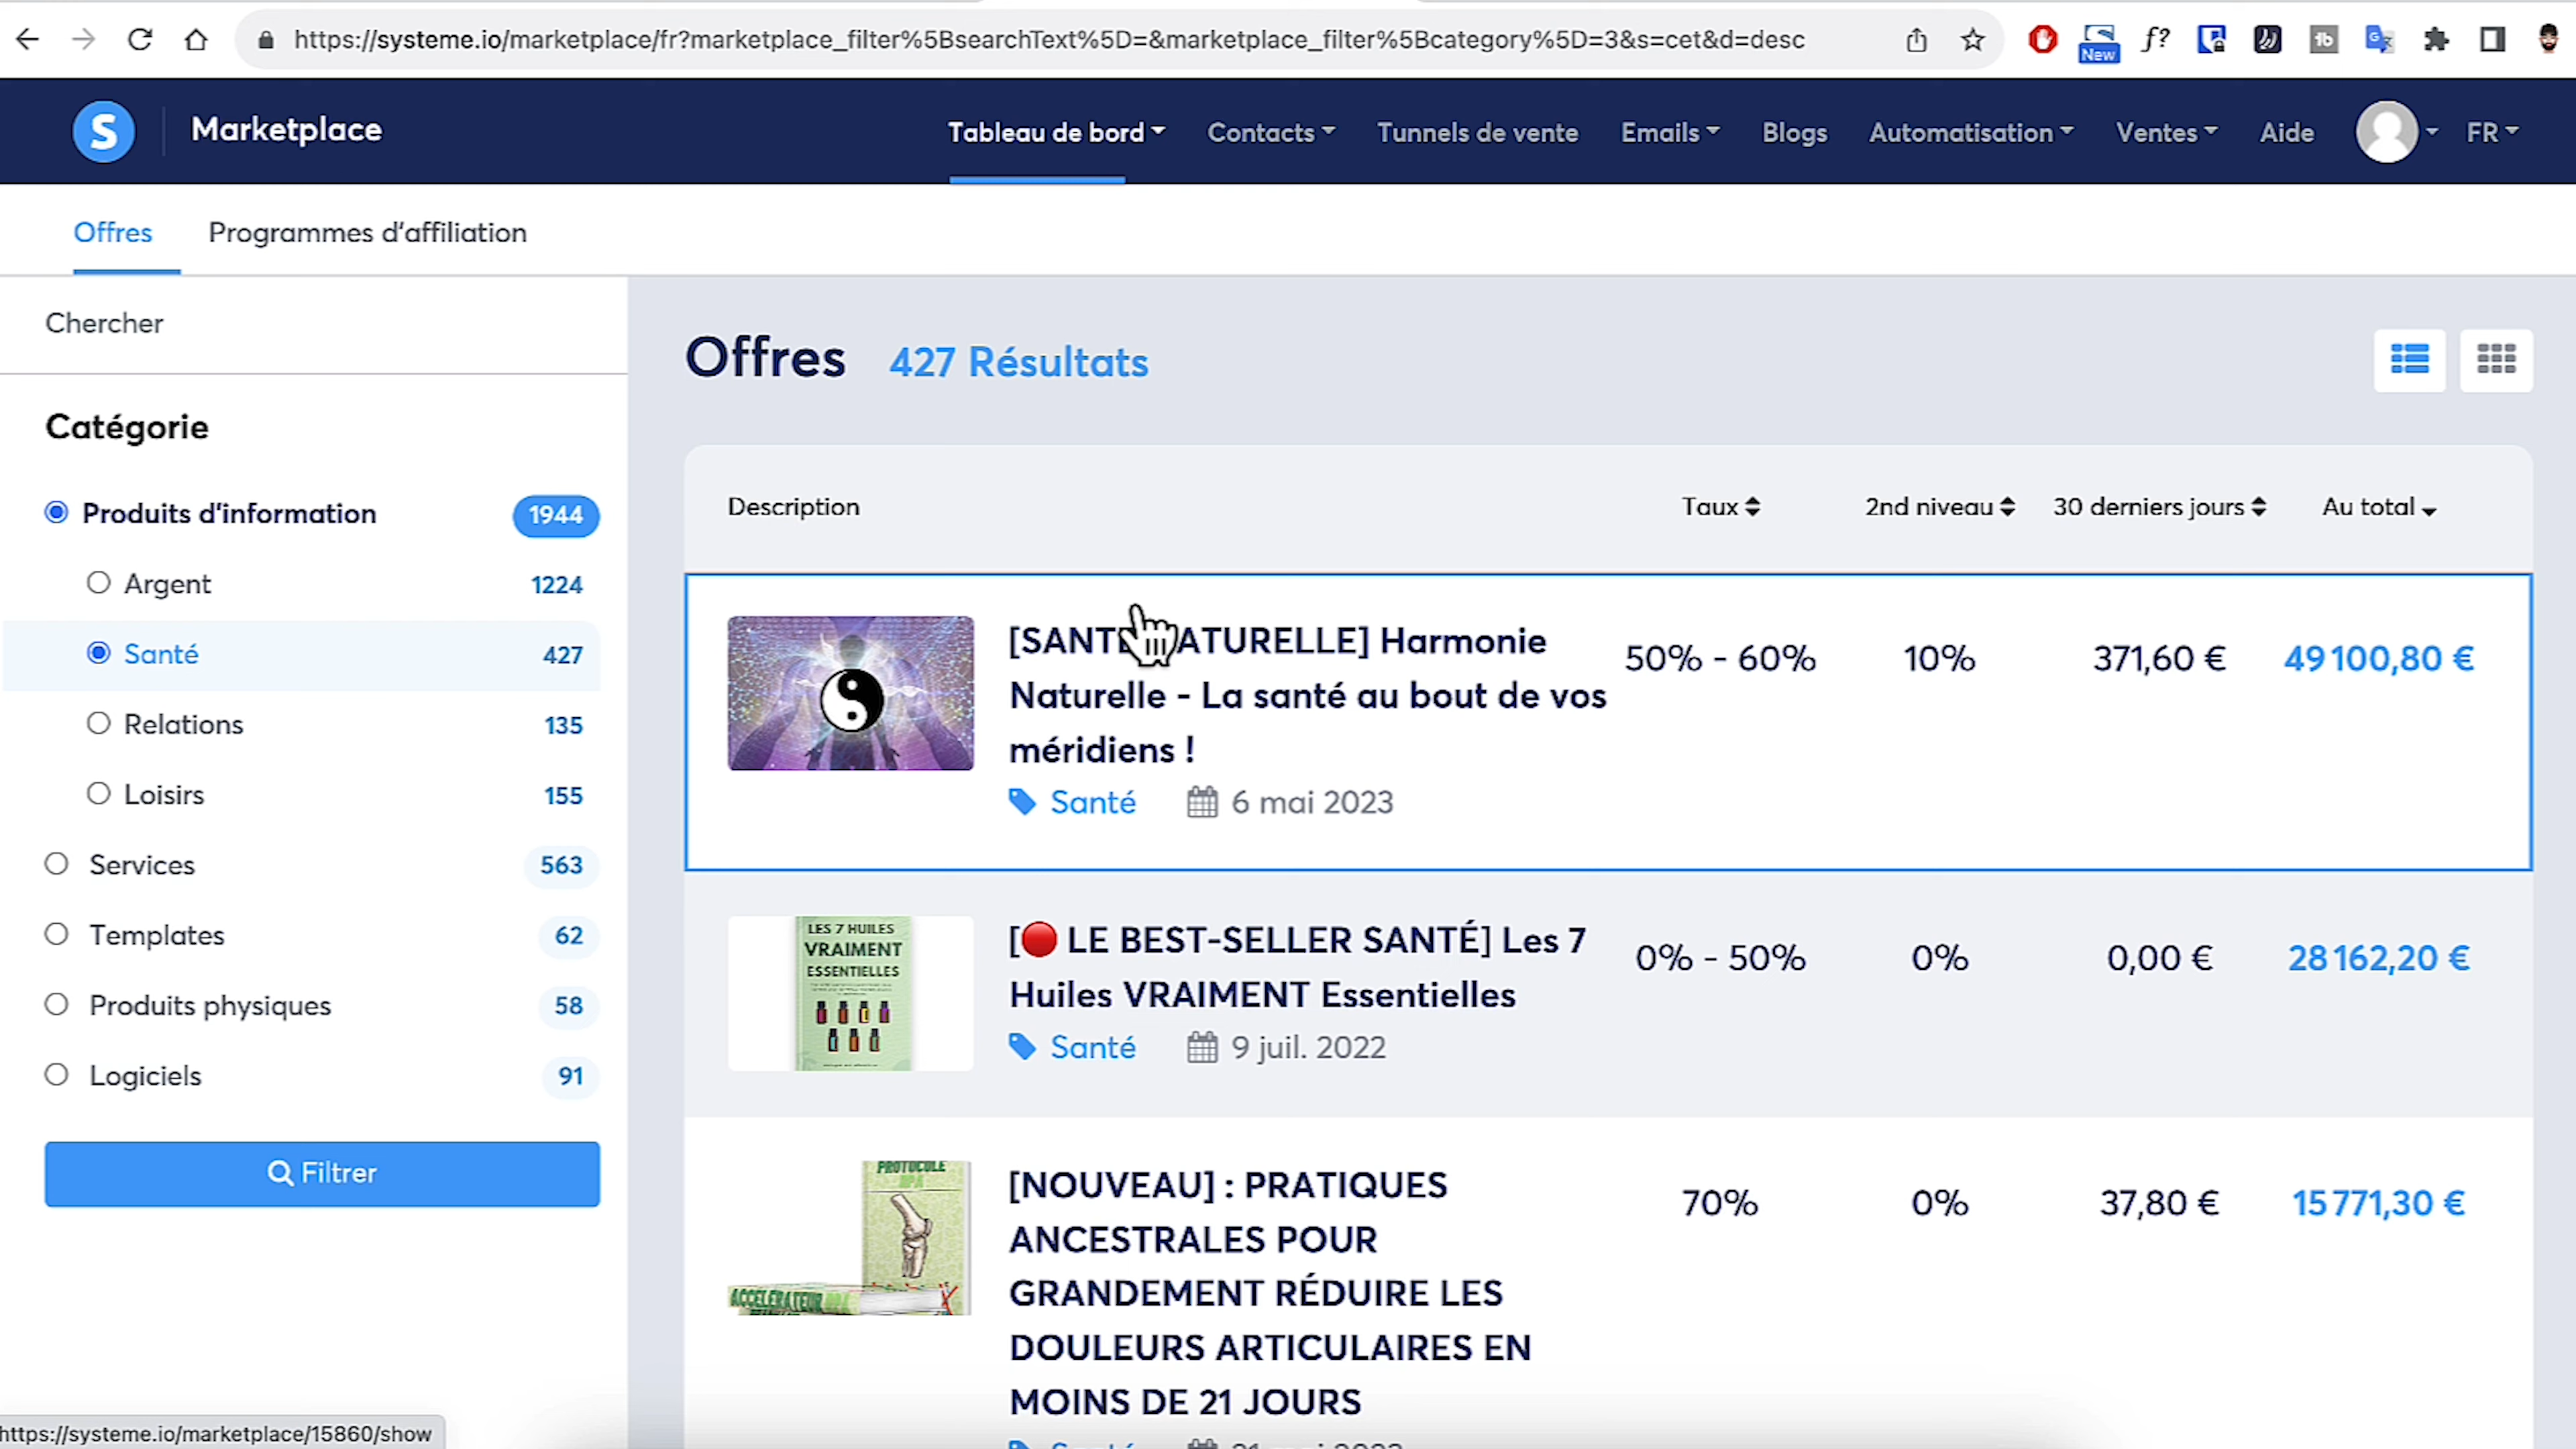 https://systeme.io/marketplace/fr?marketplace_filter%5BsearchText%5D=&marketplace_filter%5Bcategory%5D=3&s=cet&d=desc
New
f?
S
Marketplace
Tableau de bord
Contacts
Tunnels de vente
Emails
Blogs
Automatisation
Ventes
Aide
FR
Offres
Programmes d'affiliation
Chercher
Catégorie
Produits d'information 1944
Argent 1224
Santé 427
Relations 135
Loisirs 155
Services 563
Templates 62
Produits physiques 58
Logiciels 91
Filtrer
Offres 427 Résultats
Description Taux 2nd niveau 30 derniers jours Au total
[SANTÉ NATURELLE] Harmonie
Naturelle - La santé au bout de vos
méridiens !
Santé 6 mai 2023
50% - 60% 10% 371,60 € 49 100,80 €
LES 7 HUILES
VRAIMENT
ESSENTIELLES
[🔴 LE BEST-SELLER SANTÉ] Les 7
Huiles VRAIMENT Essentielles
Santé 9 juil. 2022
0% - 50% 0% 0,00 € 28 162,20 €
PROTOCOLE
ACCELERATEUR
[NOUVEAU] : PRATIQUES
ANCESTRALES POUR
GRANDEMENT RÉDUIRE LES
DOULEURS ARTICULAIRES EN
MOINS DE 21 JOURS
70% 0% 37,80 € 15 771,30 €
https://systeme.io/marketplace/15860/show